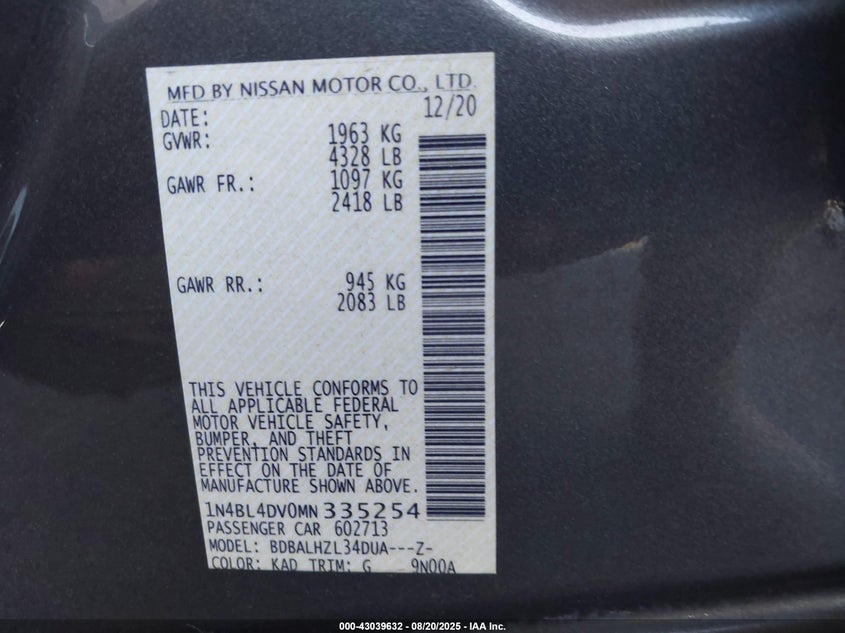 MFD BY NISSAN MOTOR CO., LTD.
DATE: 12/20
GVWR: 1963 KG
4328 LB
GAWR FR.: 1097 KG
2418 LB
GAWR RR.: 945 KG
2083 LB
THIS VEHICLE CONFORMS TO
ALL APPLICABLE FEDERAL
MOTOR VEHICLE SAFETY,
BUMPER, AND THEFT
PREVENTION STANDARDS IN
EFFECT ON THE DATE OF
MANUFACTURE SHOWN ABOVE.
1N4BL4DV0MN335254
PASSENGER CAR 602713
MODEL: BDBALHZL34DUA---Z-
COLOR: KAD TRIM: G 9N00A
000-43039632 - 08/20/2025 - IAA Inc.